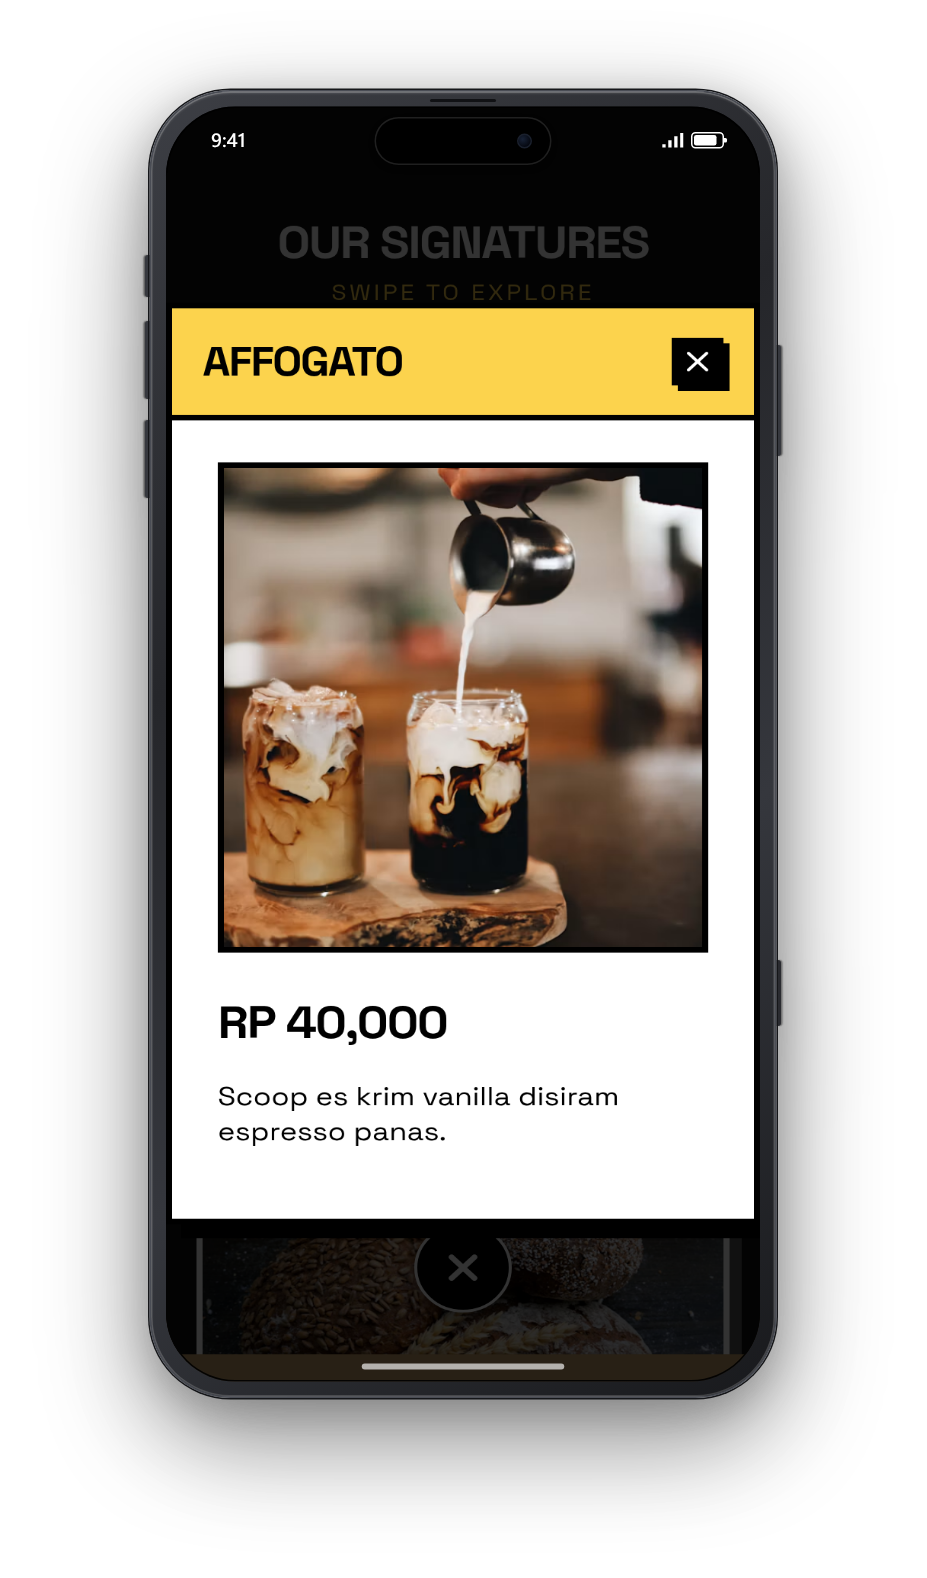 9:41
OUR SIGNATURES
SWIPE TO EXPLORE
AFFOGATO
RP 40,000
Scoop es krim vanilla disiram
espresso panas.